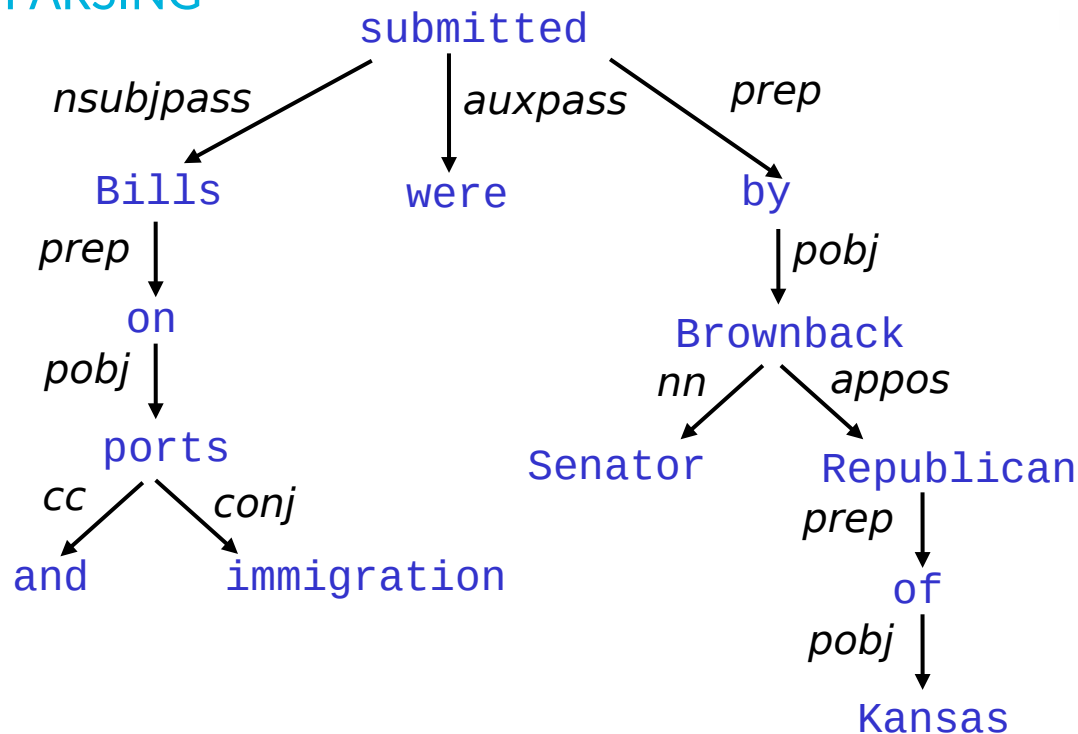 PARSING
submitted
nsubjpass auxpass prep
Bills were by
prep pobj
on Brownback
pobj nn appos
ports Senator Republican
cc conj prep
and immigration of
pobj
Kansas